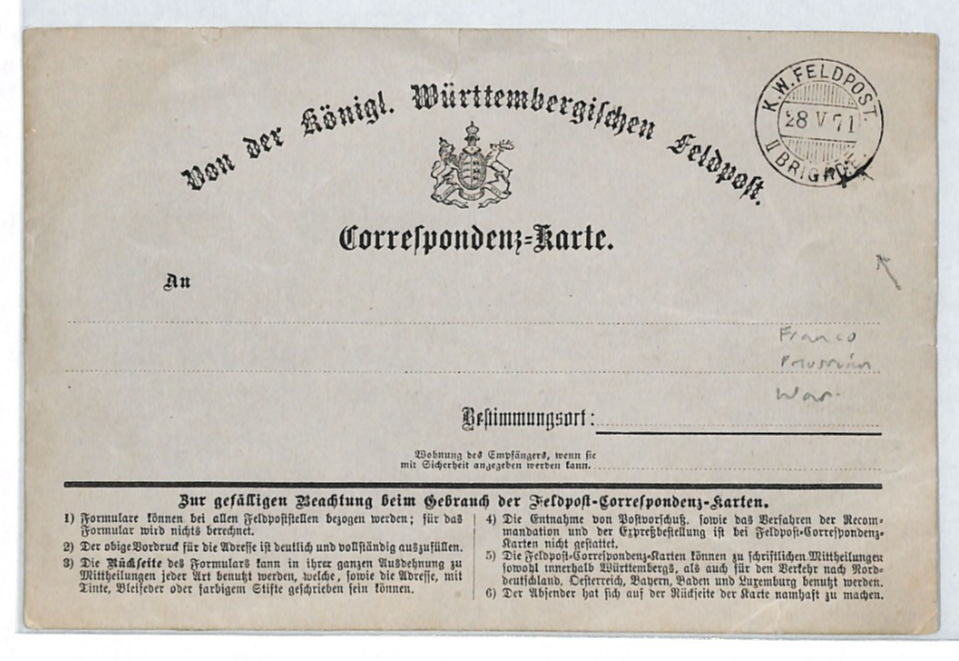 Von der Königl. Württembergischen Feldpost.
K.W.FELDPOST.
28 V 71
II BRIGADE.
Correspondenz-Karte.
An
Franco
Prussian
War.
Bestimmungsort:
Wohnung des Empfängers, wenn sie
mit Sicherheit angegeben werden kann.
Zur gefälligen Beachtung beim Gebrauch der Feldpost-Correspondenz-Karten.
1) Formulare können bei allen Feldpoststellen bezogen werden; für das
Formular wird nichts berechnet.
2) Der obige Vordruck für die Adresse ist deutlich und vollständig auszufüllen.
3) Die Rückseite des Formulars kann in ihrer ganzen Ausdehnung zu
Mittheilungen jeder Art benutzt werden, welche, sowie die Adresse, mit
Tinte, Bleifeder oder farbigem Stifte geschrieben sein können.
4) Die Entnahme von Postvorschuß, sowie das Verfahren der Recom-
mandation und der Expreßbestellung ist bei Feldpost-Correspondenz-
Karten nicht gestattet.
5) Die Feldpost-Correspondenz-Karten können zu schriftlichen Mittheilungen
sowohl innerhalb Württembergs, als auch für den Verkehr nach Nord-
deutschland, Oesterreich, Bayern, Baden und Luxemburg benutzt werden.
6) Der Absender hat sich auf der Rückseite der Karte namhaft zu machen.